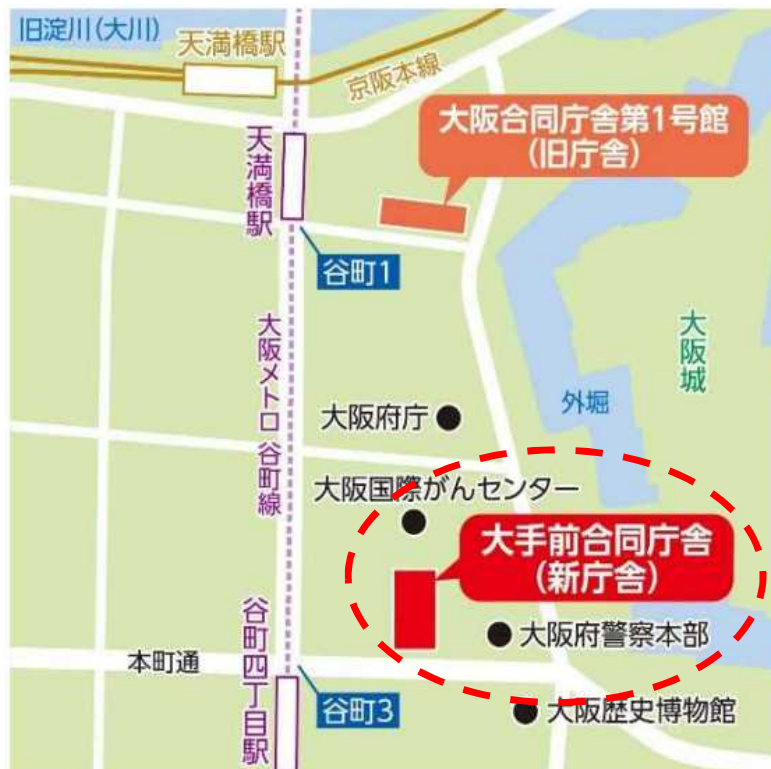 旧淀川(大川)
天満橋駅
京阪本線
大阪合同庁舎第1号館
(旧庁舎)
天満橋駅
谷町1
大阪メトロ 谷町線
大阪城
外堀
大阪府庁
大阪国際がんセンター
大手前合同庁舎
(新庁舎)
大阪府警察本部
本町通
谷町四丁目駅
谷町3
大阪歴史博物館